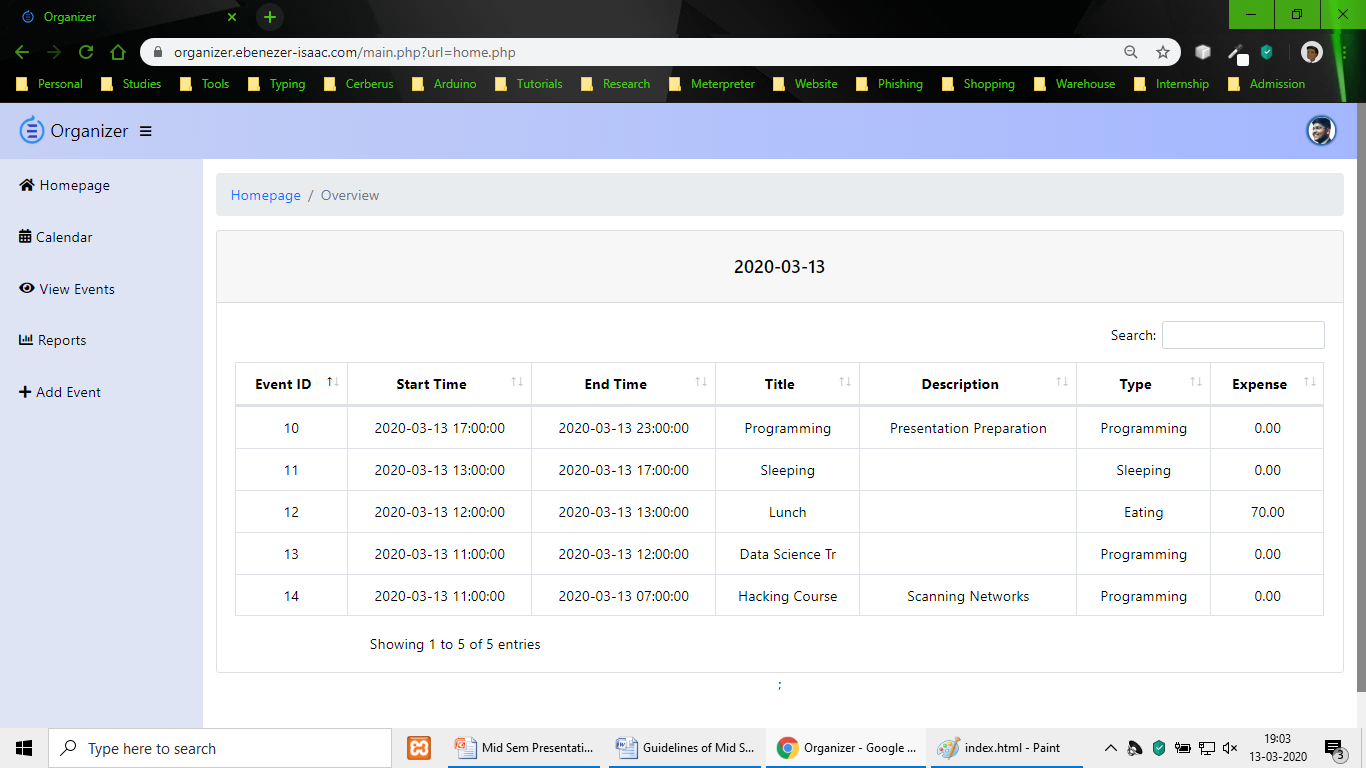 Organizer
organizer.ebenezer-isaac.com/main.php?url=home.php
Personal Studies Tools Typing Cerberus Arduino Tutorials Research Meterpreter Website Phishing Shopping Warehouse Internship Admission
Organizer
Homepage
Calendar
View Events
Reports
Add Event
Homepage / Overview
2020-03-13
Search:
Event ID Start Time End Time Title Description Type Expense
10 2020-03-13 17:00:00 2020-03-13 23:00:00 Programming Presentation Preparation Programming 0.00
11 2020-03-13 13:00:00 2020-03-13 17:00:00 Sleeping Sleeping 0.00
12 2020-03-13 12:00:00 2020-03-13 13:00:00 Lunch Eating 70.00
13 2020-03-13 11:00:00 2020-03-13 12:00:00 Data Science Tr Programming 0.00
14 2020-03-13 11:00:00 2020-03-13 07:00:00 Hacking Course Scanning Networks Programming 0.00
Showing 1 to 5 of 5 entries
;
Type here to search
Mid Sem Presentati...
Guidelines of Mid S...
Organizer - Google ...
index.html - Paint
19:03
13-03-2020
3